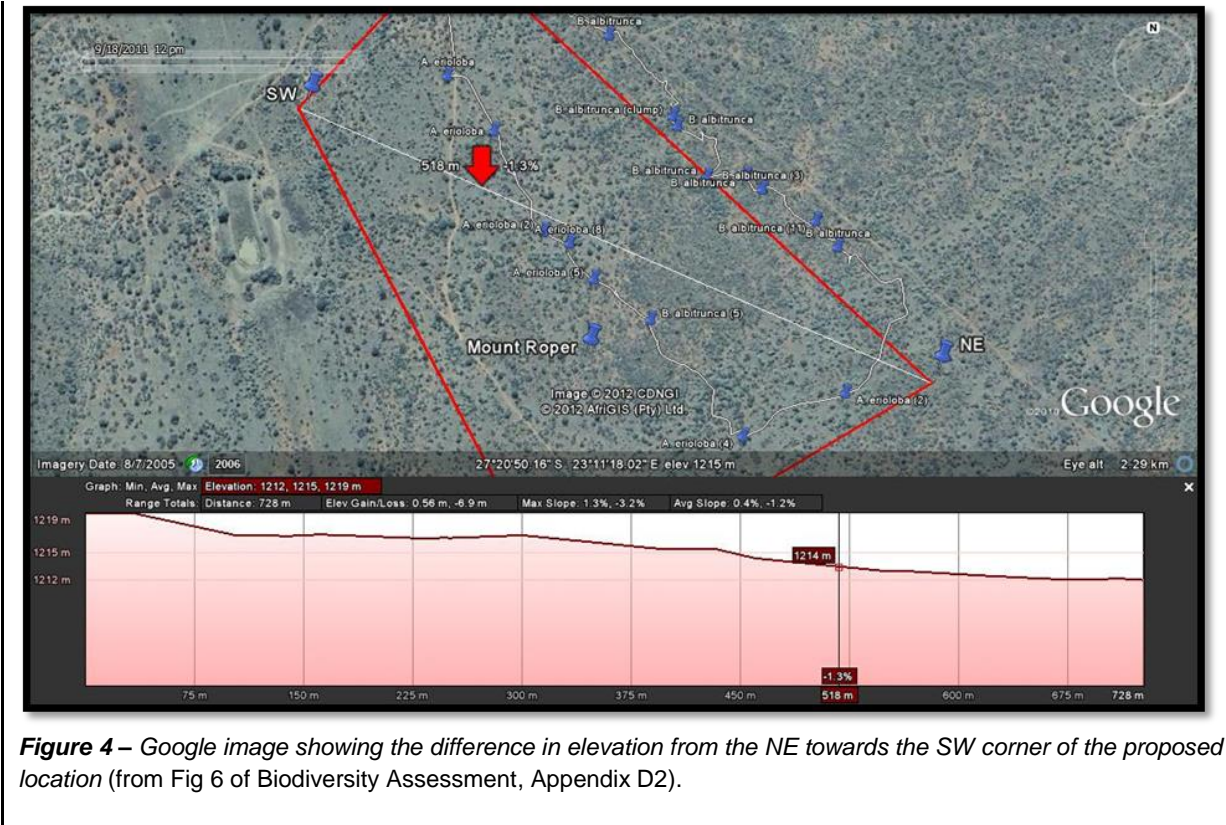 B. albitrunca
N
9/18/2011 12 pm
A. erioloba
SW
B. albitrunca (clump)
B. albitrunca
A. erioloba
518 m -1.3%
B. albitrunca
B. albitrunca (3)
B. albitrunca
A. erioloba (2)
A. erioloba (8)
B. albitrunca (11)
B. albitrunca
A. erioloba (5)
B. albitrunca (5)
Mount Roper
NE
Image © 2012 CDNGI
© 2012 AfriGIS (Pty) Ltd.
A. erioloba (2)
©2010 Google
A. erioloba (4)
Imagery Date: 8/7/2005 2006 27°20'50.16" S 23°11'18.02" E elev 1215 m Eye alt 2.29 km
Graph: Min, Avg, Max Elevation: 1212, 1215, 1219 m
Range Totals: Distance: 728 m Elev Gain/Loss: 0.56 m, -6.9 m Max Slope: 1.3%, -3.2% Avg Slope: 0.4%, -1.2%
1219 m
1215 m
1214 m
1212 m
-1.3%
75 m 150 m 225 m 300 m 375 m 450 m 518 m 600 m 675 m 728 m
Figure 4 – Google image showing the difference in elevation from the NE towards the SW corner of the proposed
location (from Fig 6 of Biodiversity Assessment, Appendix D2).